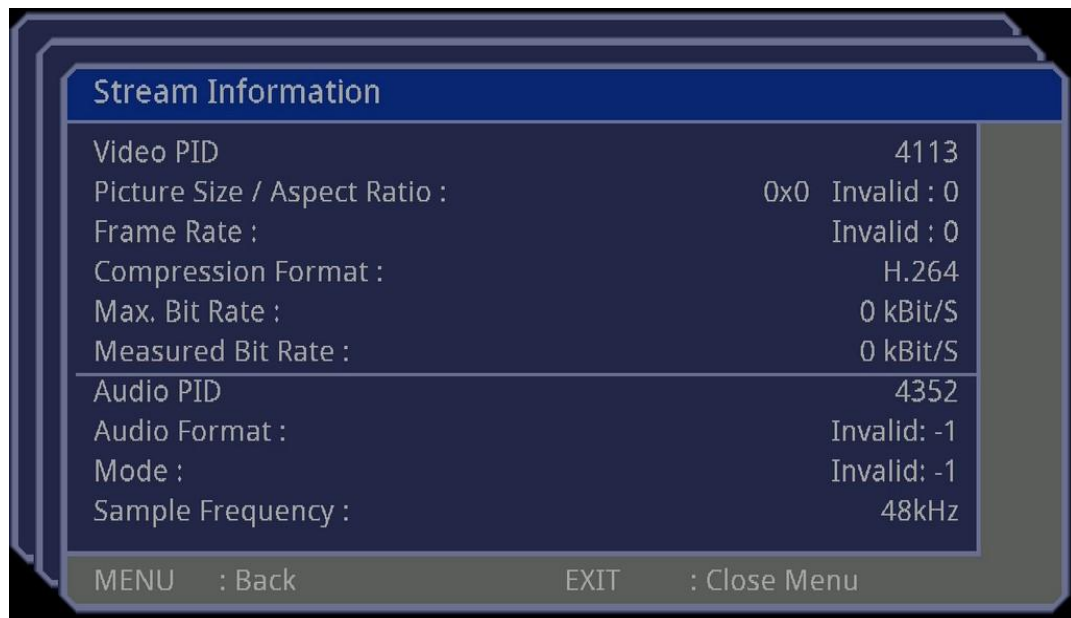 Stream Information
Video PID 4113
Picture Size / Aspect Ratio : 0x0 Invalid : 0
Frame Rate : Invalid : 0
Compression Format : H.264
Max. Bit Rate : 0 kBit/S
Measured Bit Rate : 0 kBit/S
Audio PID 4352
Audio Format : Invalid: -1
Mode : Invalid: -1
Sample Frequency : 48kHz
MENU : Back EXIT : Close Menu